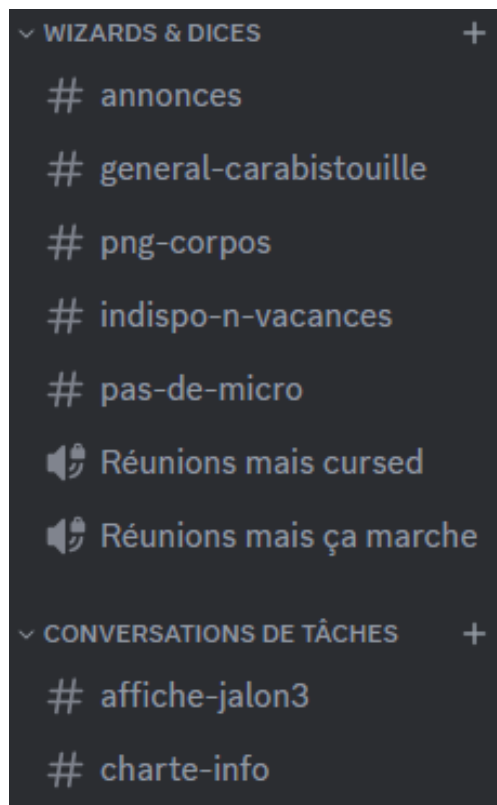 WIZARDS & DICES
# annonces
# general-carabistouille
# png-corpos
# indispo-n-vacances
# pas-de-micro
Réunions mais cursed
Réunions mais ça marche
CONVERSATIONS DE TÂCHES
# affiche-jalon3
# charte-info